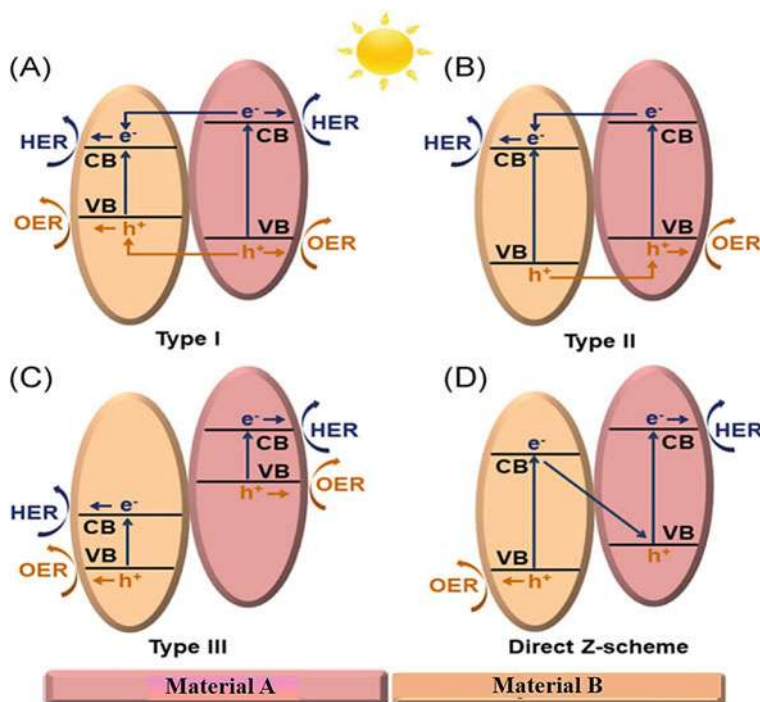 (A)
HER
e⁻
CB
VB
h⁺
OER
e⁻
CB
HER
VB
h⁺
OER
Type I
(B)
HER
e⁻
CB
VB
h⁺
e⁻
CB
VB
h⁺
OER
Type II
(C)
HER
e⁻
CB
VB
h⁺
OER
e⁻
CB
HER
VB
h⁺
OER
Type III
(D)
e⁻
CB
VB
h⁺
OER
e⁻
CB
HER
VB
h⁺
Direct Z-scheme
Material A
Material B